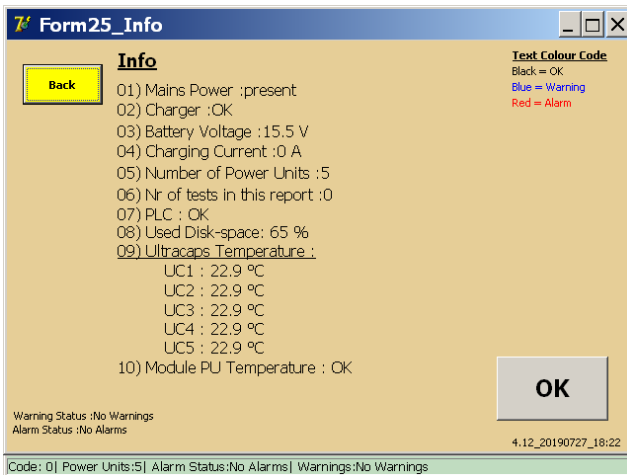 Form25_Info
Back
Info
Text Colour Code
Black = OK
Blue = Warning
Red = Alarm
01) Mains Power :present
02) Charger :OK
03) Battery Voltage :15.5 V
04) Charging Current :0 A
05) Number of Power Units :5
06) Nr of tests in this report :0
07) PLC : OK
08) Used Disk-space: 65 %
09) Ultracaps Temperature :
UC1 : 22.9 ºC
UC2 : 22.9 ºC
UC3 : 22.9 ºC
UC4 : 22.9 ºC
UC5 : 22.9 ºC
10) Module PU Temperature : OK
OK
Warning Status :No Warnings
Alarm Status :No Alarms
4.12_20190727_18:22
Code: 0| Power Units:5| Alarm Status:No Alarms| Warnings:No Warnings